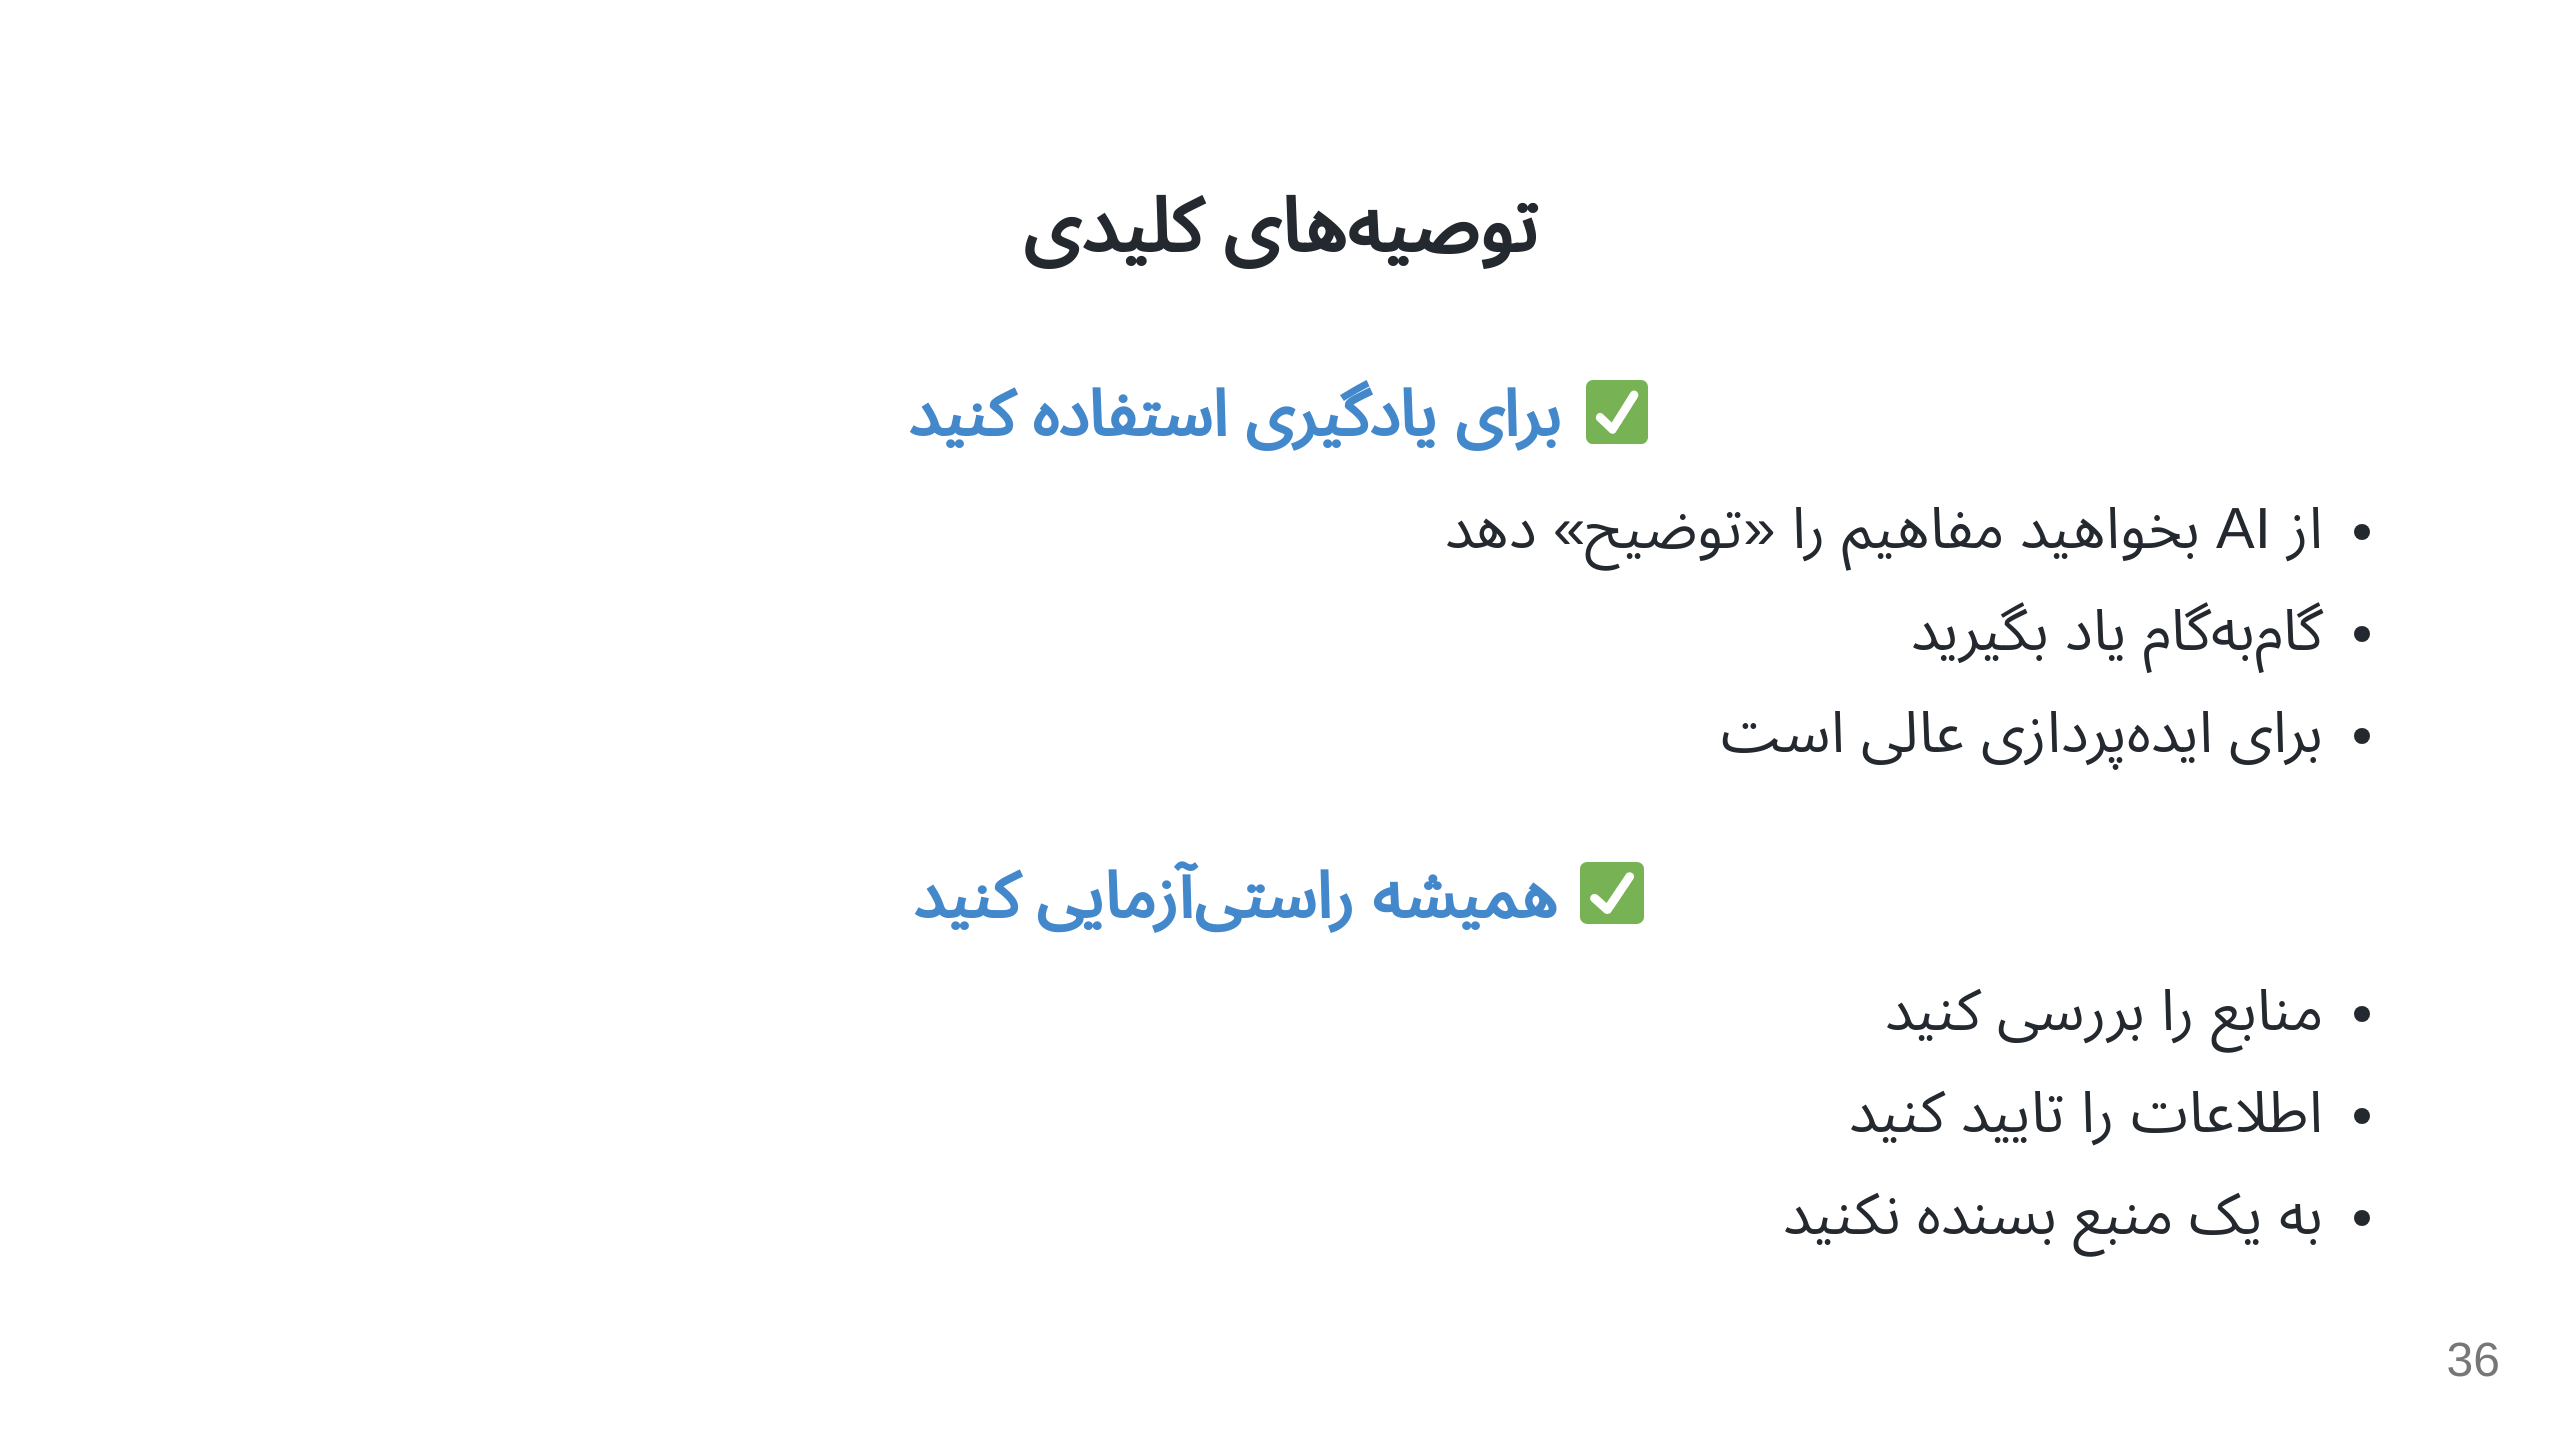 توصیه‌های کلیدی
✅ برای یادگیری استفاده کنید
• از AI بخواهید مفاهیم را «توضیح» دهد
• گام‌به‌گام یاد بگیرید
• برای ایده‌پردازی عالی است
✅ همیشه راستی‌آزمایی کنید
• منابع را بررسی کنید
• اطلاعات را تایید کنید
• به یک منبع بسنده نکنید
36